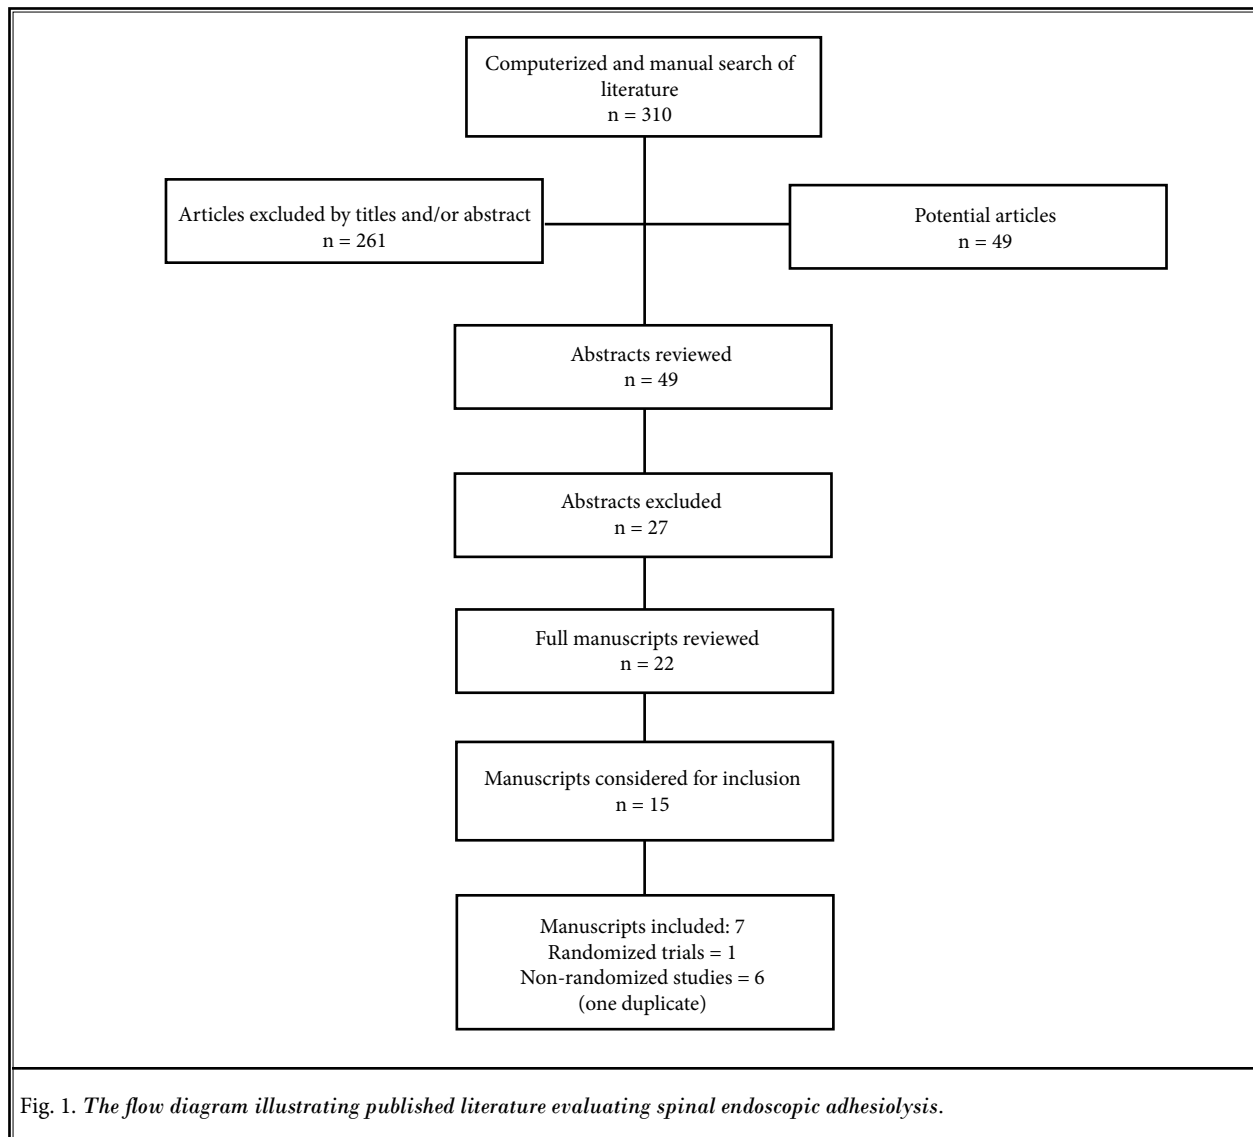 Computerized and manual search of
literature
n = 310
Articles excluded by titles and/or abstract
n = 261
Potential articles
n = 49
Abstracts reviewed
n = 49
Abstracts excluded
n = 27
Full manuscripts reviewed
n = 22
Manuscripts considered for inclusion
n = 15
Manuscripts included: 7
Randomized trials = 1
Non-randomized studies = 6
(one duplicate)
Fig. 1. The flow diagram illustrating published literature evaluating spinal endoscopic adhesiolysis.